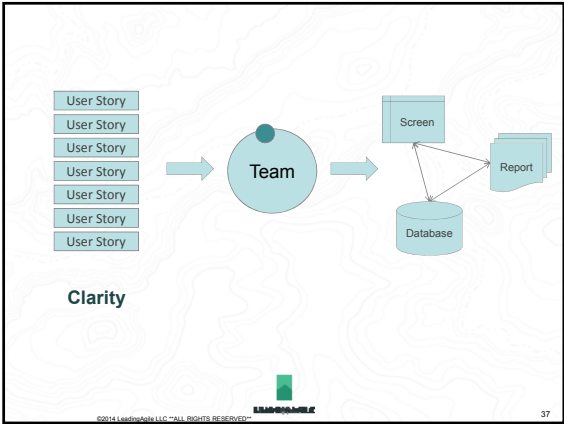 User Story
User Story
User Story
User Story
User Story
User Story
User Story
Team
Screen
Report
Database
Clarity
©2014 LeadingAgile LLC **ALL RIGHTS RESERVED**
37